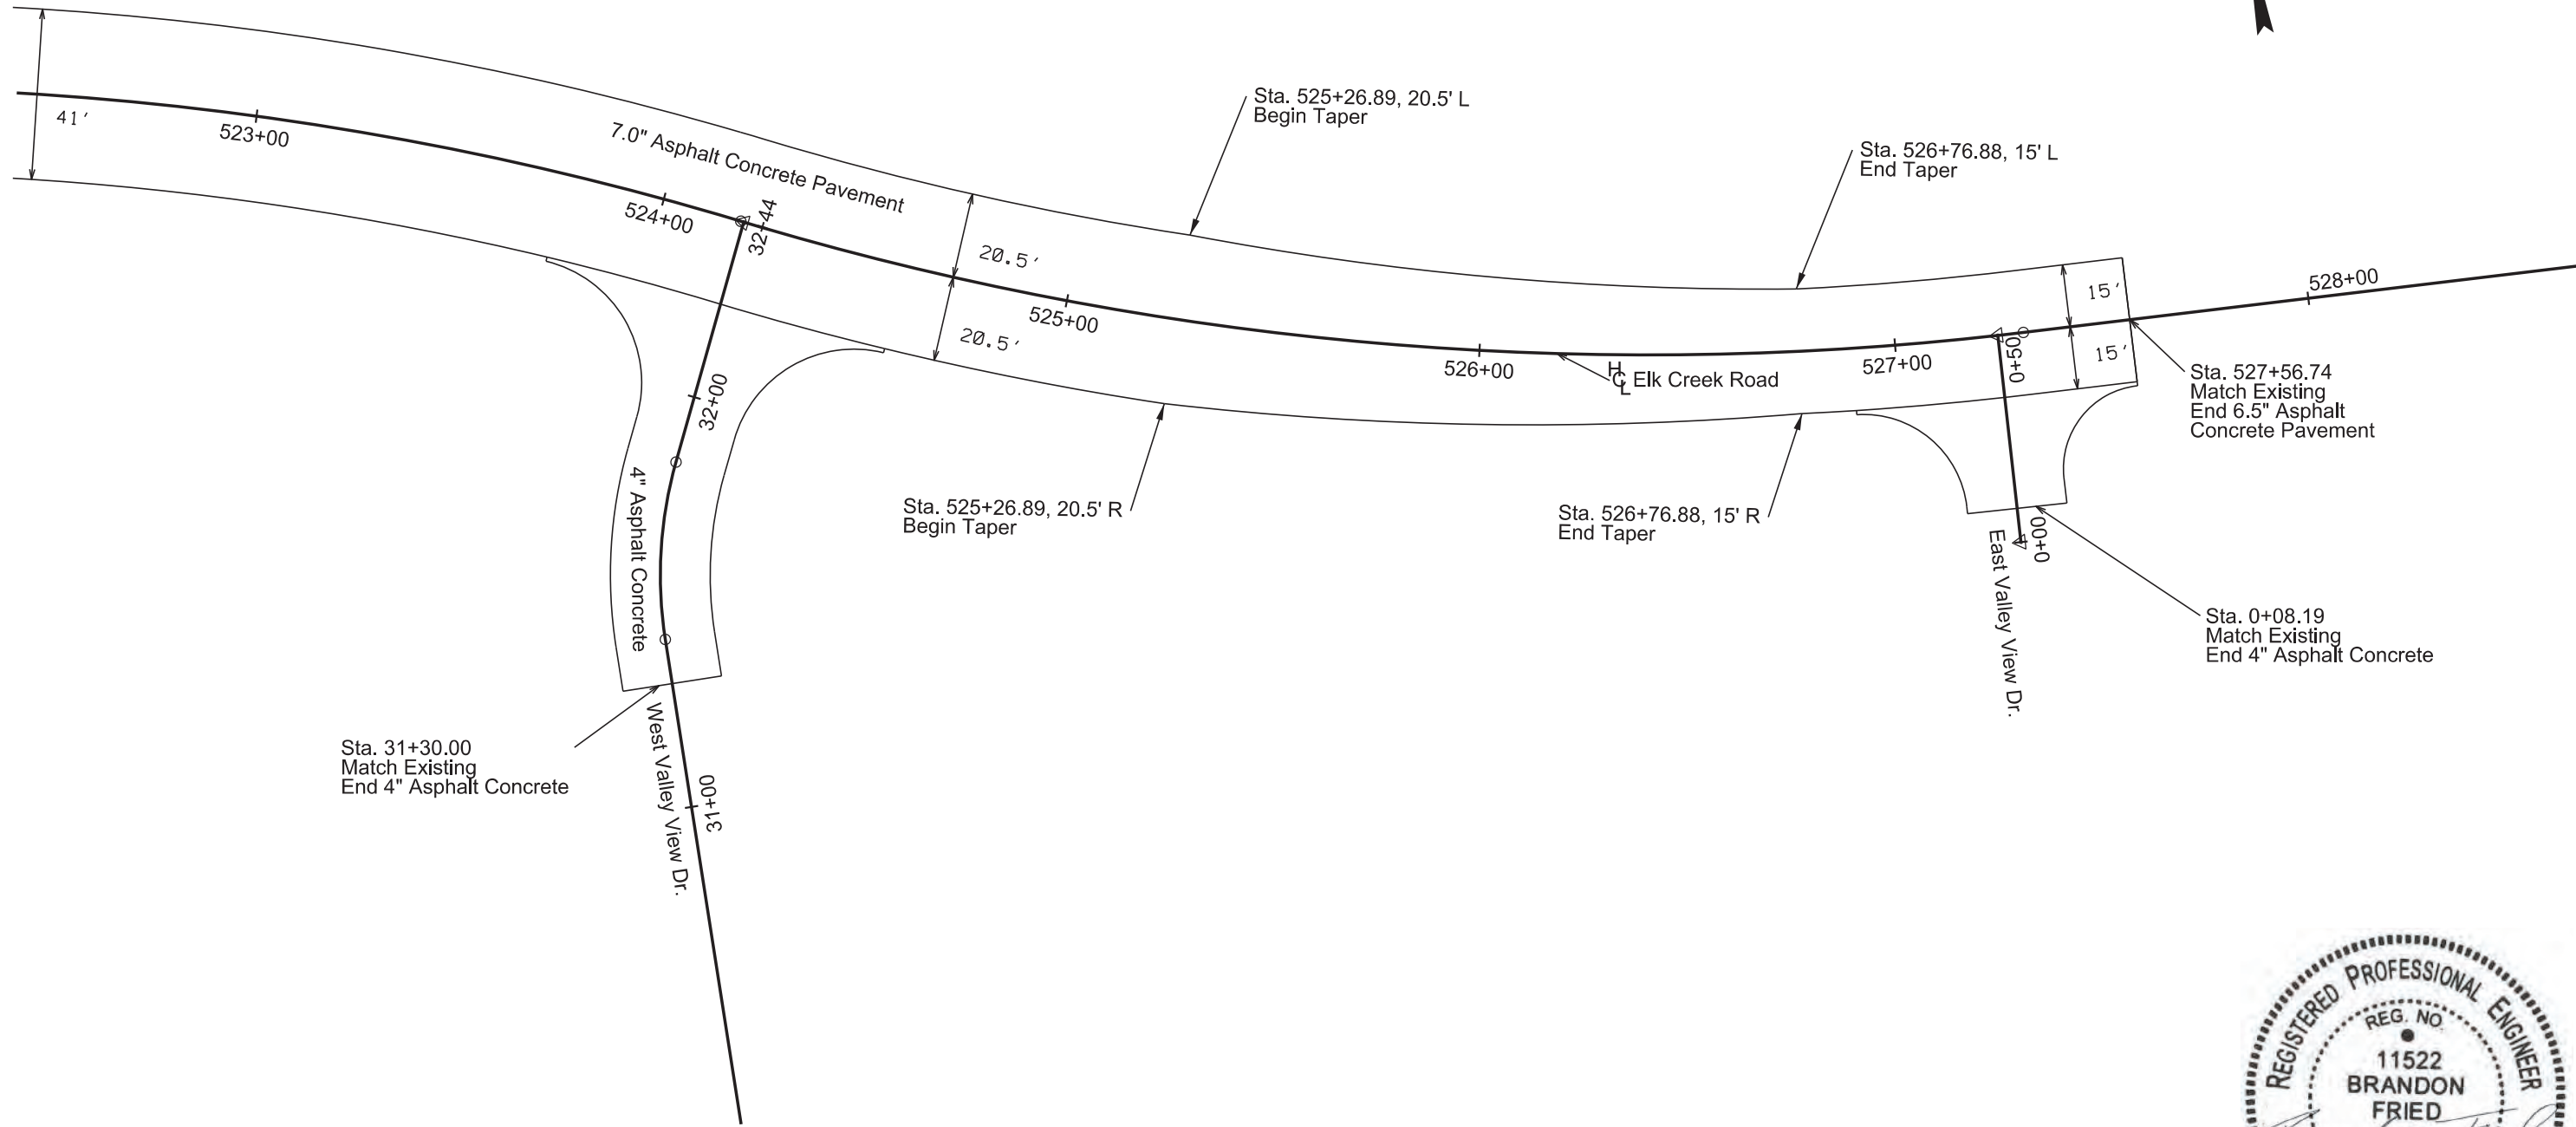 41'
523+00
524+00
7.0" Asphalt Concrete Pavement
32+44
20.5'
20.5'
525+00
Sta. 525+26.89, 20.5' L
Begin Taper
Sta. 526+76.88, 15' L
End Taper
526+00
HCL Elk Creek Road
527+00
0+50
15'
15'
528+00
Sta. 527+56.74
Match Existing
End 6.5" Asphalt
Concrete Pavement
32+00
4" Asphalt Concrete
Sta. 525+26.89, 20.5' R
Begin Taper
Sta. 526+76.88, 15' R
End Taper
0+00
East Valley View Dr.
Sta. 0+08.19
Match Existing
End 4" Asphalt Concrete
Sta. 31+30.00
Match Existing
End 4" Asphalt Concrete
West Valley View Dr.
31+00
REGISTERED PROFESSIONAL ENGINEER
REG. NO.
11522
BRANDON
FRIED